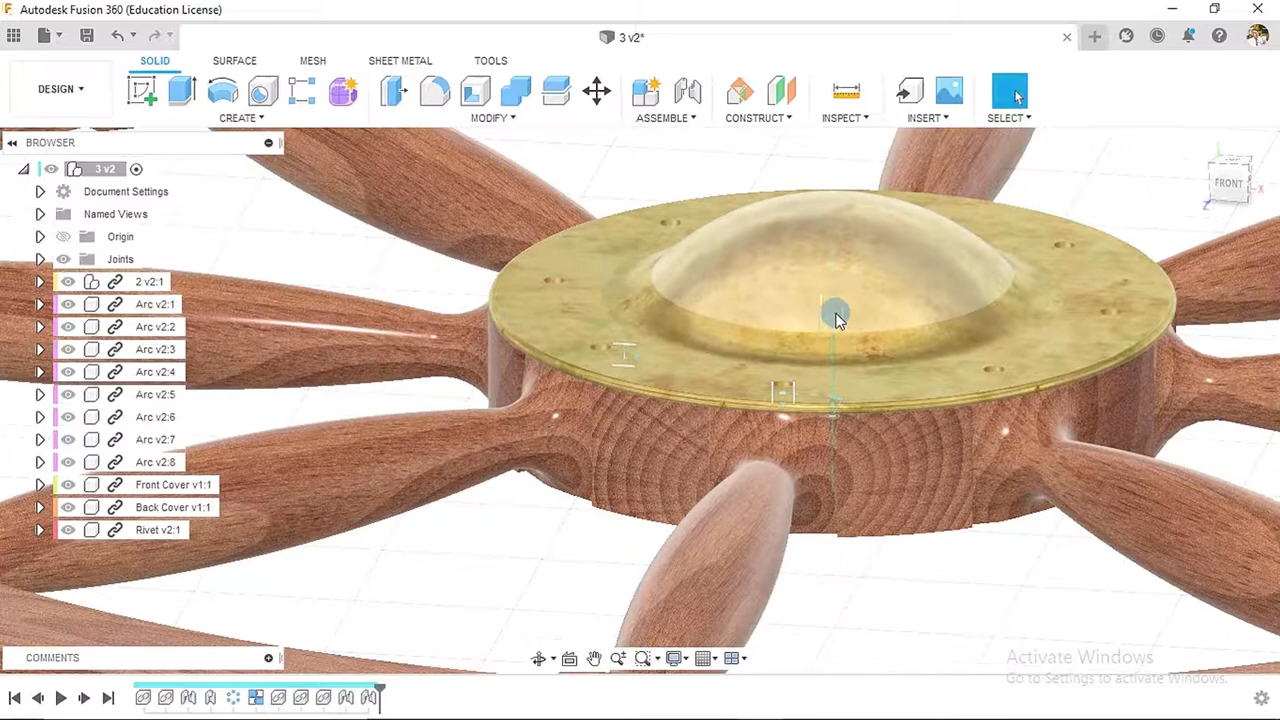 Autodesk Fusion 360 (Education License)
3 v2*
SOLID SURFACE MESH SHEET METAL TOOLS
DESIGN
CREATE MODIFY ASSEMBLE CONSTRUCT INSPECT INSERT SELECT
BROWSER
3 v2
Document Settings
Named Views
Origin
Joints
2 v2:1
Arc v2:1
Arc v2:2
Arc v2:3
Arc v2:4
Arc v2:5
Arc v2:6
Arc v2:7
Arc v2:8
Front Cover v1:1
Back Cover v1:1
Rivet v2:1
FRONT
X
Z
COMMENTS
Activate Windows
Go to Settings to activate Windows.